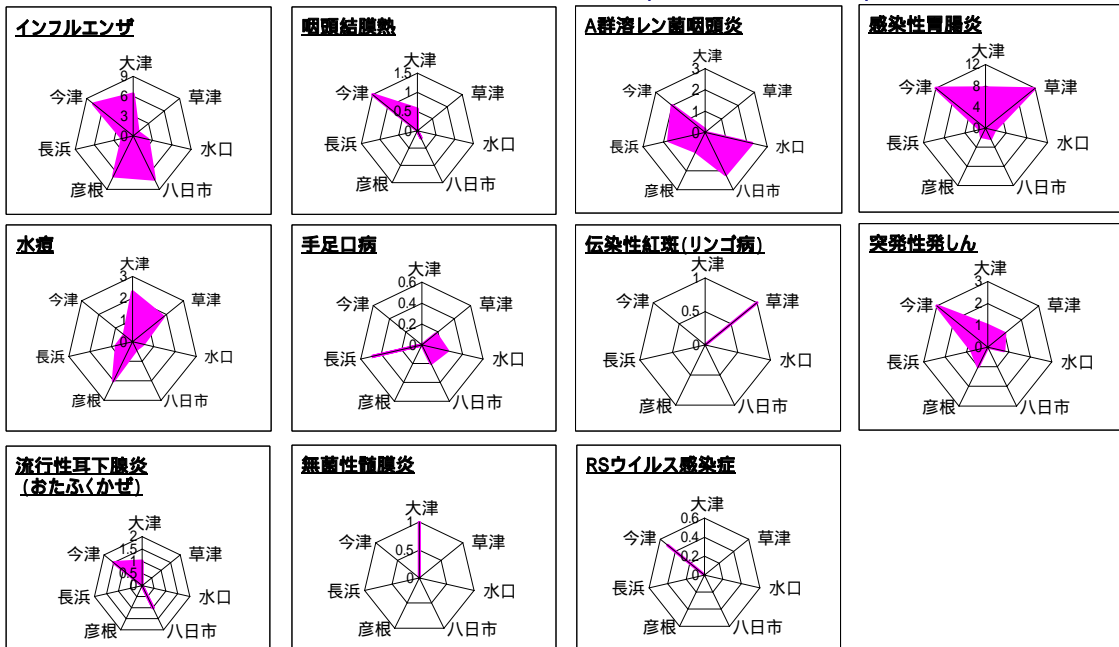 インフルエンザ
大津
9
6
3
0
草津
水口
八日市
彦根
長浜
今津
咽頭結膜熱
大津
1.5
1
0.5
0
草津
水口
八日市
彦根
長浜
今津
A群溶レン菌咽頭炎
大津
3
2
1
0
草津
水口
八日市
彦根
長浜
今津
感染性胃腸炎
大津
12
8
4
0
草津
水口
八日市
彦根
長浜
今津
水痘
大津
3
2
1
0
草津
水口
八日市
彦根
長浜
今津
手足口病
大津
0.6
0.4
0.2
0
草津
水口
八日市
彦根
長浜
今津
伝染性紅斑(リンゴ病)
大津
1
0.5
0
草津
水口
八日市
彦根
長浜
今津
突発性発しん
大津
3
2
1
0
草津
水口
八日市
彦根
長浜
今津
流行性耳下腺炎
(おたふくかぜ)
大津
2
1.5
1
0.5
0
草津
水口
八日市
彦根
長浜
今津
無菌性髄膜炎
大津
1
0.5
0
草津
水口
八日市
彦根
長浜
今津
RSウイルス感染症
大津
0.6
0.4
0.2
0
草津
水口
八日市
彦根
長浜
今津